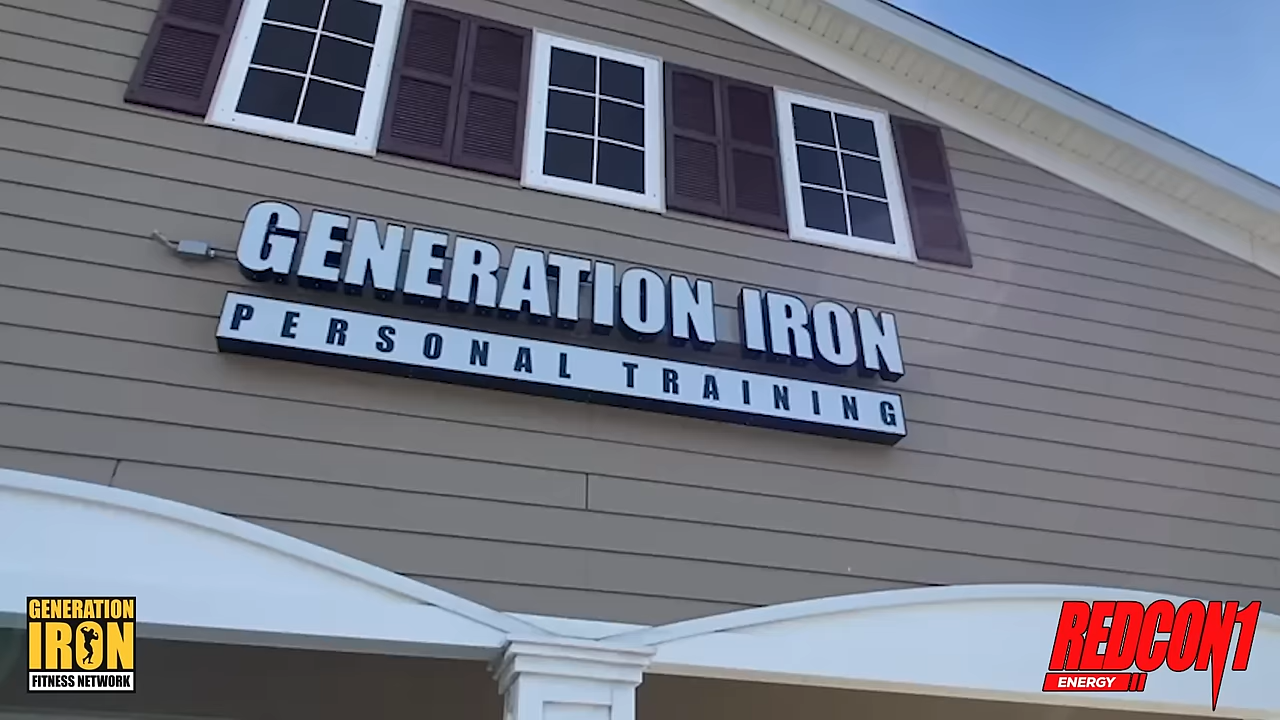 GENERATION IRON
PERSONAL TRAINING
GENERATION
IRON
FITNESS NETWORK
REDCON1
ENERGY